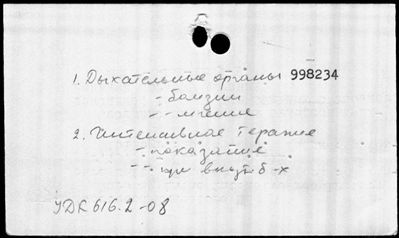 1. Дыхательные органы 998234
- болезни
- - лечение
2. Интенсивная терапия
- показания
- - при внутр. б-х
УДК 616.2-08